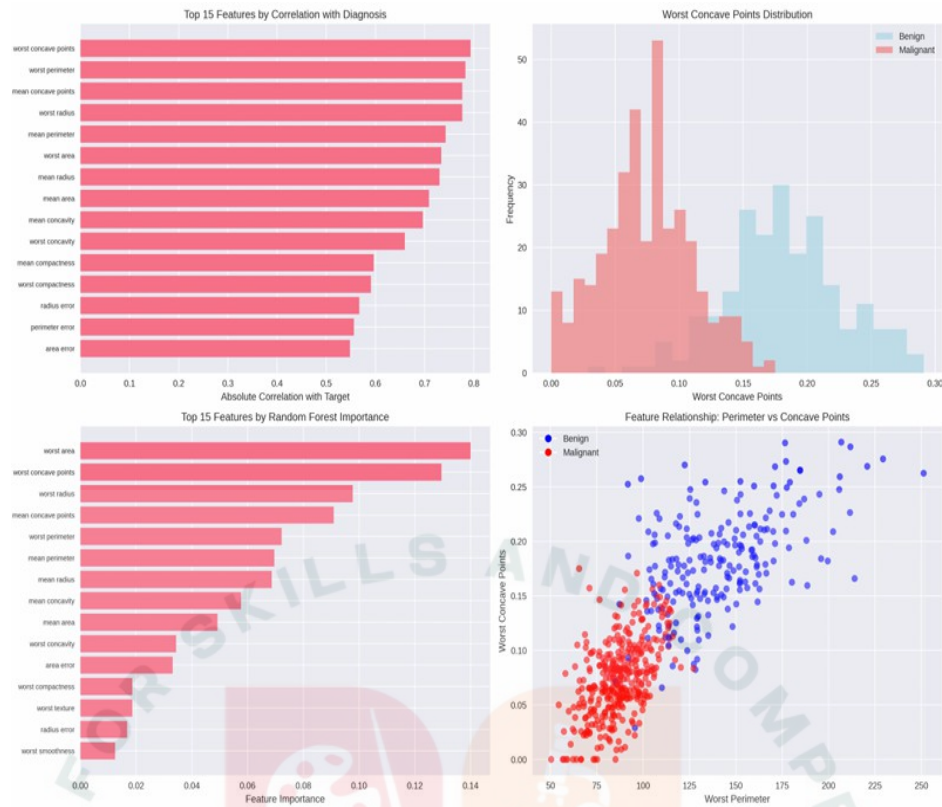 Top 15 Features by Correlation with Diagnosis
worst concave points
worst perimeter
mean concave points
worst radius
mean perimeter
worst area
mean radius
mean area
mean concavity
worst concavity
mean compactness
worst compactness
radius error
perimeter error
area error
0.0 0.1 0.2 0.3 0.4 0.5 0.6 0.7 0.8
Absolute Correlation with Target
Worst Concave Points Distribution
Benign
Malignant
50
40
30
20
10
0
Frequency
0.00 0.05 0.10 0.15 0.20 0.25 0.30
Worst Concave Points
Top 15 Features by Random Forest Importance
worst area
worst concave points
worst radius
mean concave points
worst perimeter
mean perimeter
mean radius
mean concavity
mean area
worst concavity
area error
worst compactness
worst texture
radius error
worst smoothness
0.00 0.02 0.04 0.06 0.08 0.10 0.12 0.14
Feature Importance
Feature Relationship: Perimeter vs Concave Points
Benign
Malignant
0.30
0.25
0.20
0.15
0.10
0.05
0.00
Worst Concave Points
50 75 100 125 150 175 200 225 250
Worst Perimeter
FOR SKILLS AND COMP